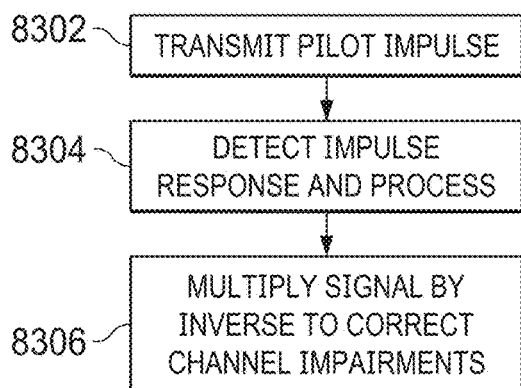 8302
TRANSMIT PILOT IMPULSE
8304
DETECT IMPULSE
RESPONSE AND PROCESS
8306
MULTIPLY SIGNAL BY
INVERSE TO CORRECT
CHANNEL IMPAIRMENTS